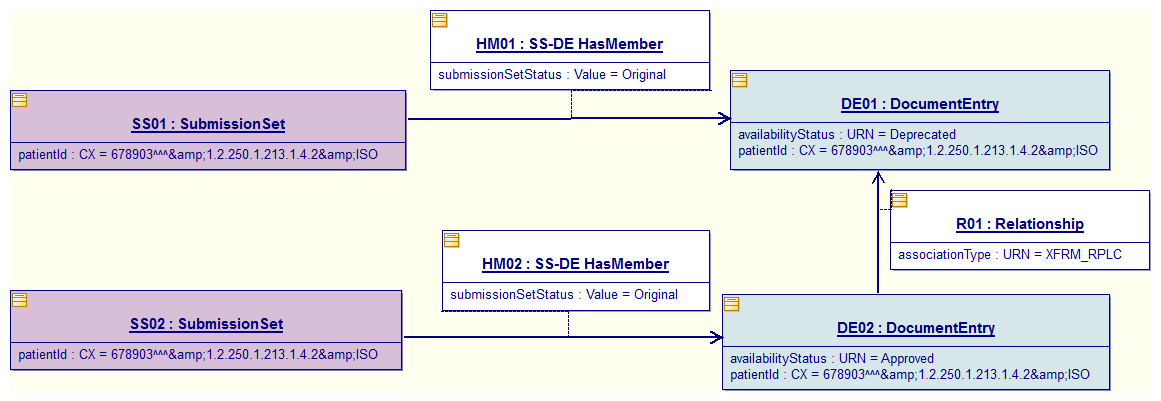 HM01 : SS-DE HasMember
submissionSetStatus : Value = Original
SS01 : SubmissionSet
patientId : CX = 678903^^^&amp;1.2.250.1.213.1.4.2&amp;ISO
DE01 : DocumentEntry
availabilityStatus : URN = Deprecated
patientId : CX = 678903^^^&amp;1.2.250.1.213.1.4.2&amp;ISO
R01 : Relationship
associationType : URN = XFRM_RPLC
HM02 : SS-DE HasMember
submissionSetStatus : Value = Original
SS02 : SubmissionSet
patientId : CX = 678903^^^&amp;1.2.250.1.213.1.4.2&amp;ISO
DE02 : DocumentEntry
availabilityStatus : URN = Approved
patientId : CX = 678903^^^&amp;1.2.250.1.213.1.4.2&amp;ISO